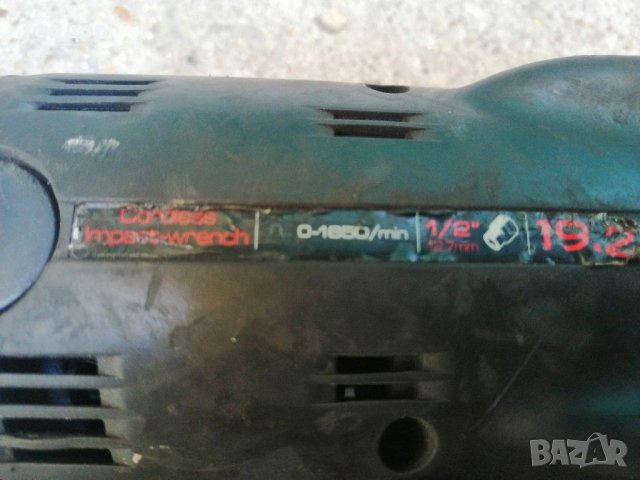 Cordless
impact-wrench
n. 0-1650/min
1/2"
12,7mm
19.2
BAZAR